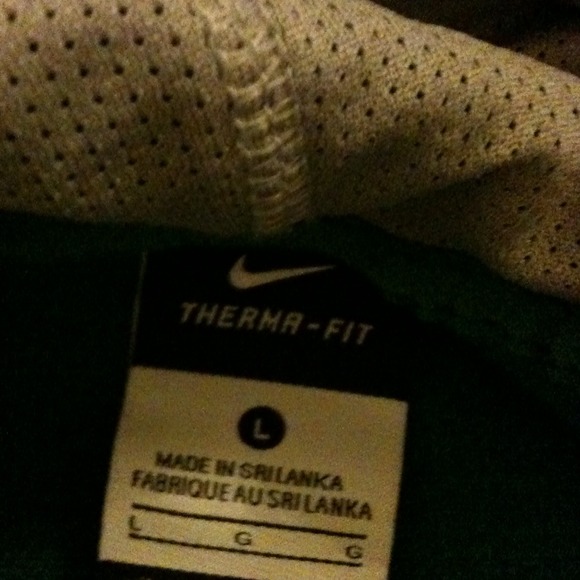 THERMA-FIT
L
MADE IN SRI LANKA
FABRIQUE AU SRI LANKA
L G G